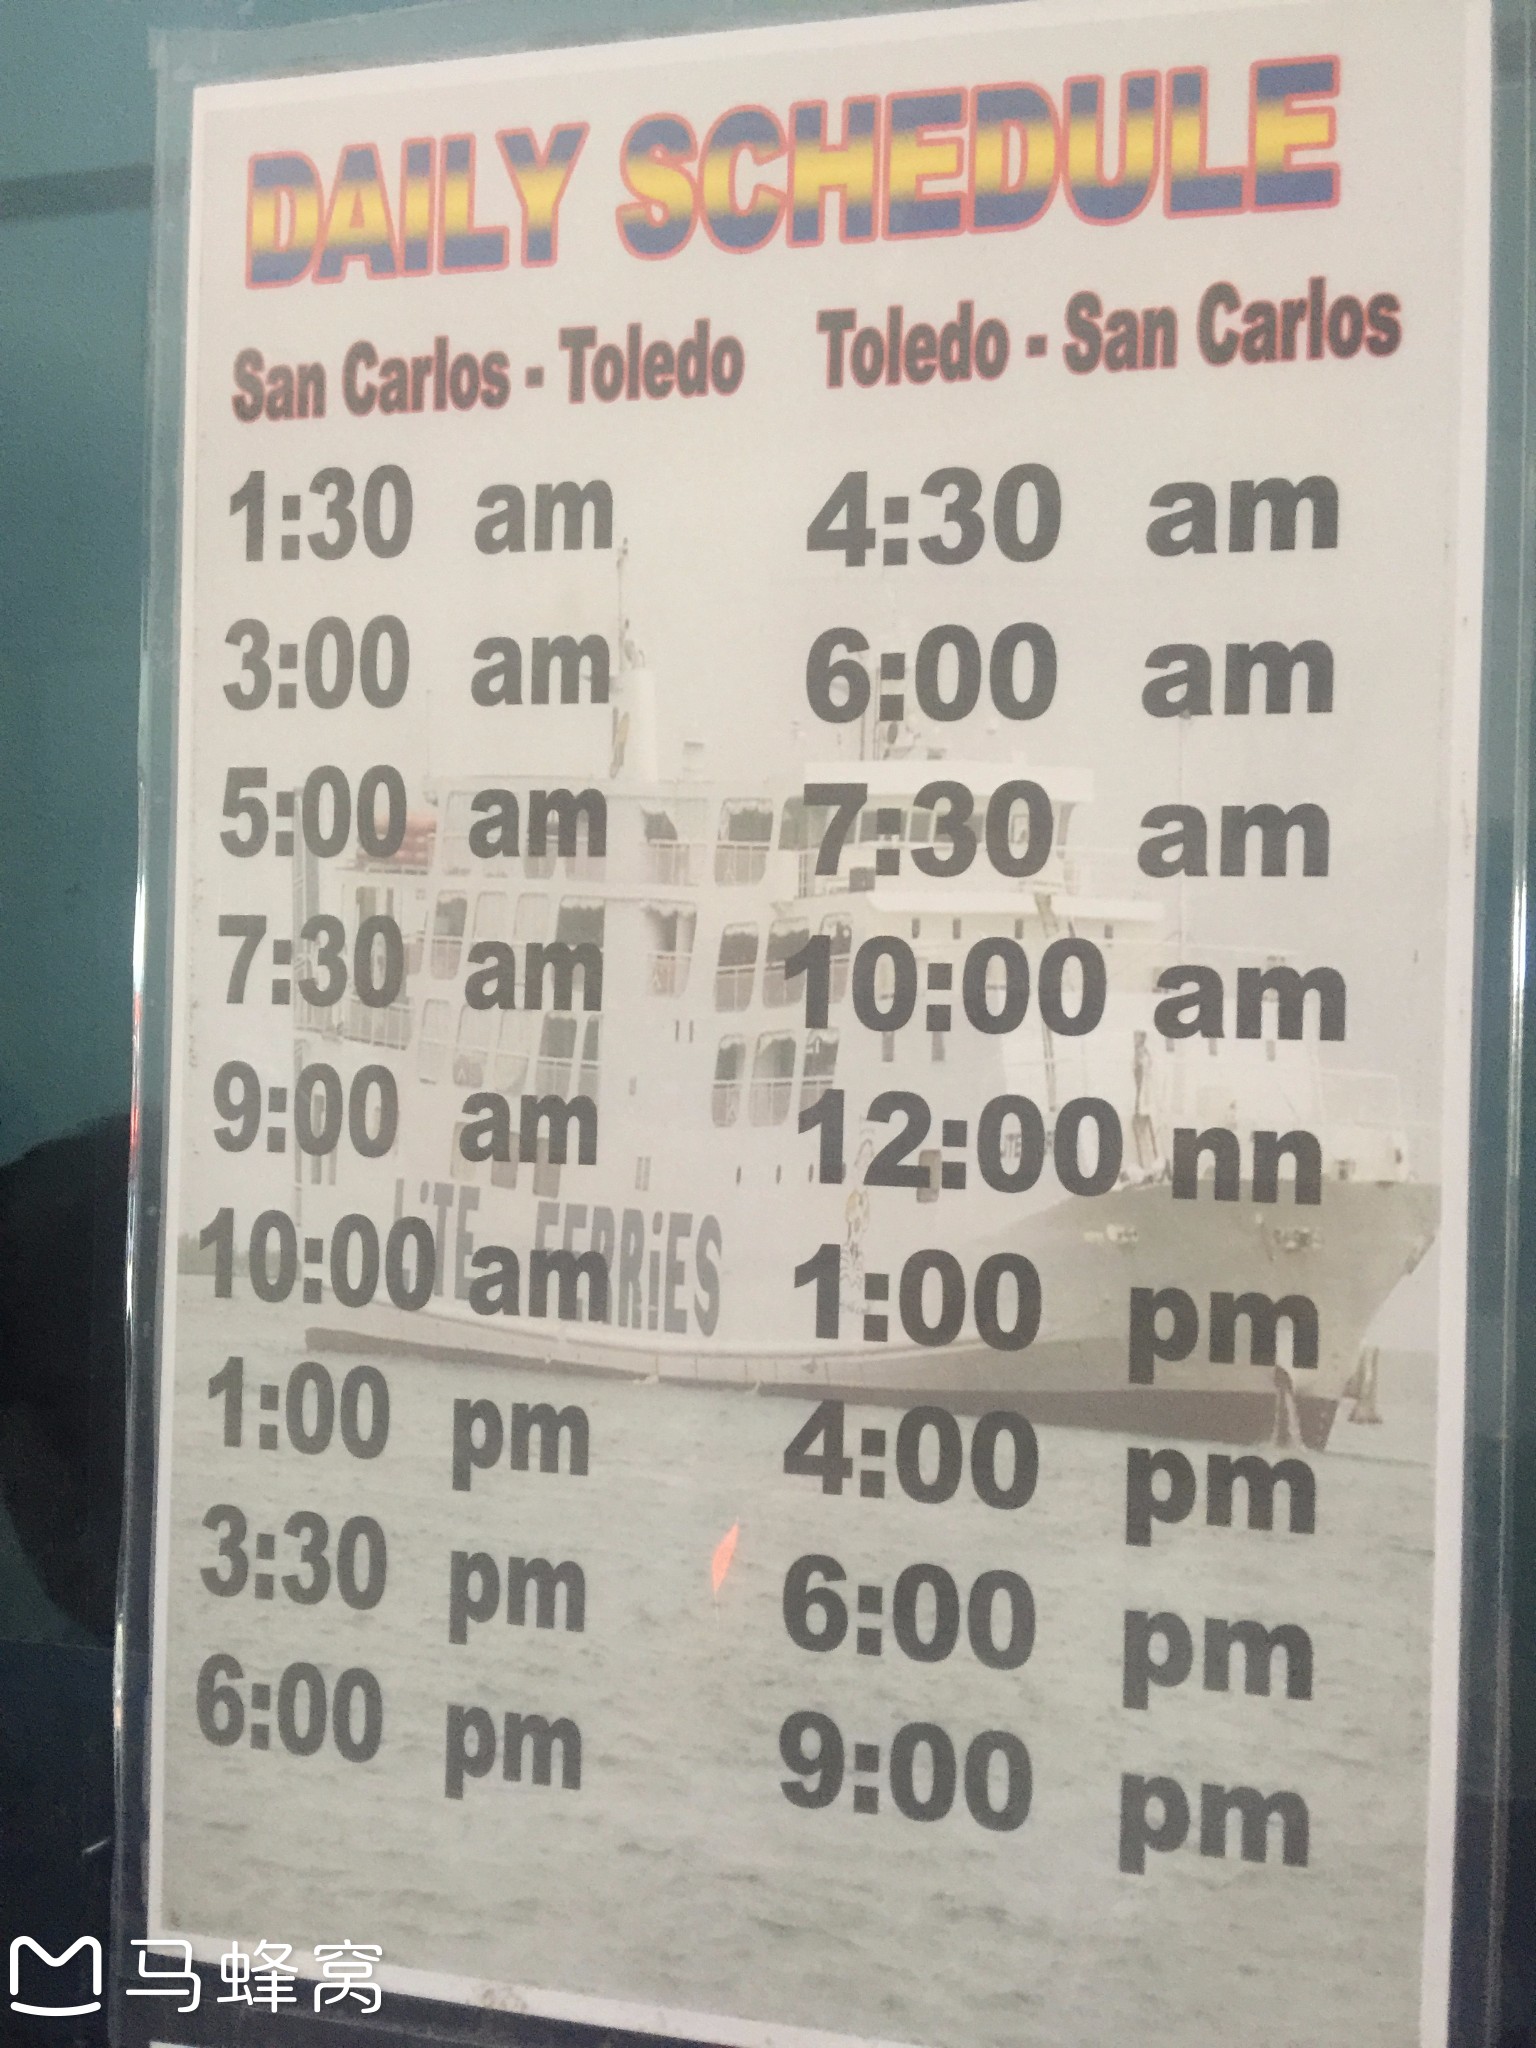 DAILY SCHEDULE
San Carlos - Toledo Toledo - San Carlos
1:30 am 4:30 am
3:00 am 6:00 am
5:00 am 7:30 am
7:30 am 10:00 am
9:00 am 12:00 nn
10:00 am 1:00 pm
1:00 pm 4:00 pm
3:30 pm 6:00 pm
6:00 pm 9:00 pm
LiTE FERRiES
马蜂窝